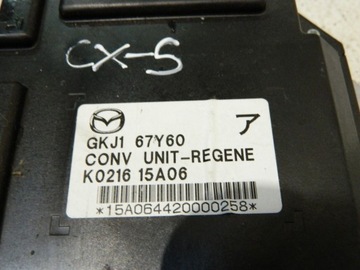 CX-5
GKJ1 67Y60
ア
CONV UNIT-REGENE
K0216 15A06
*15A064420000258*